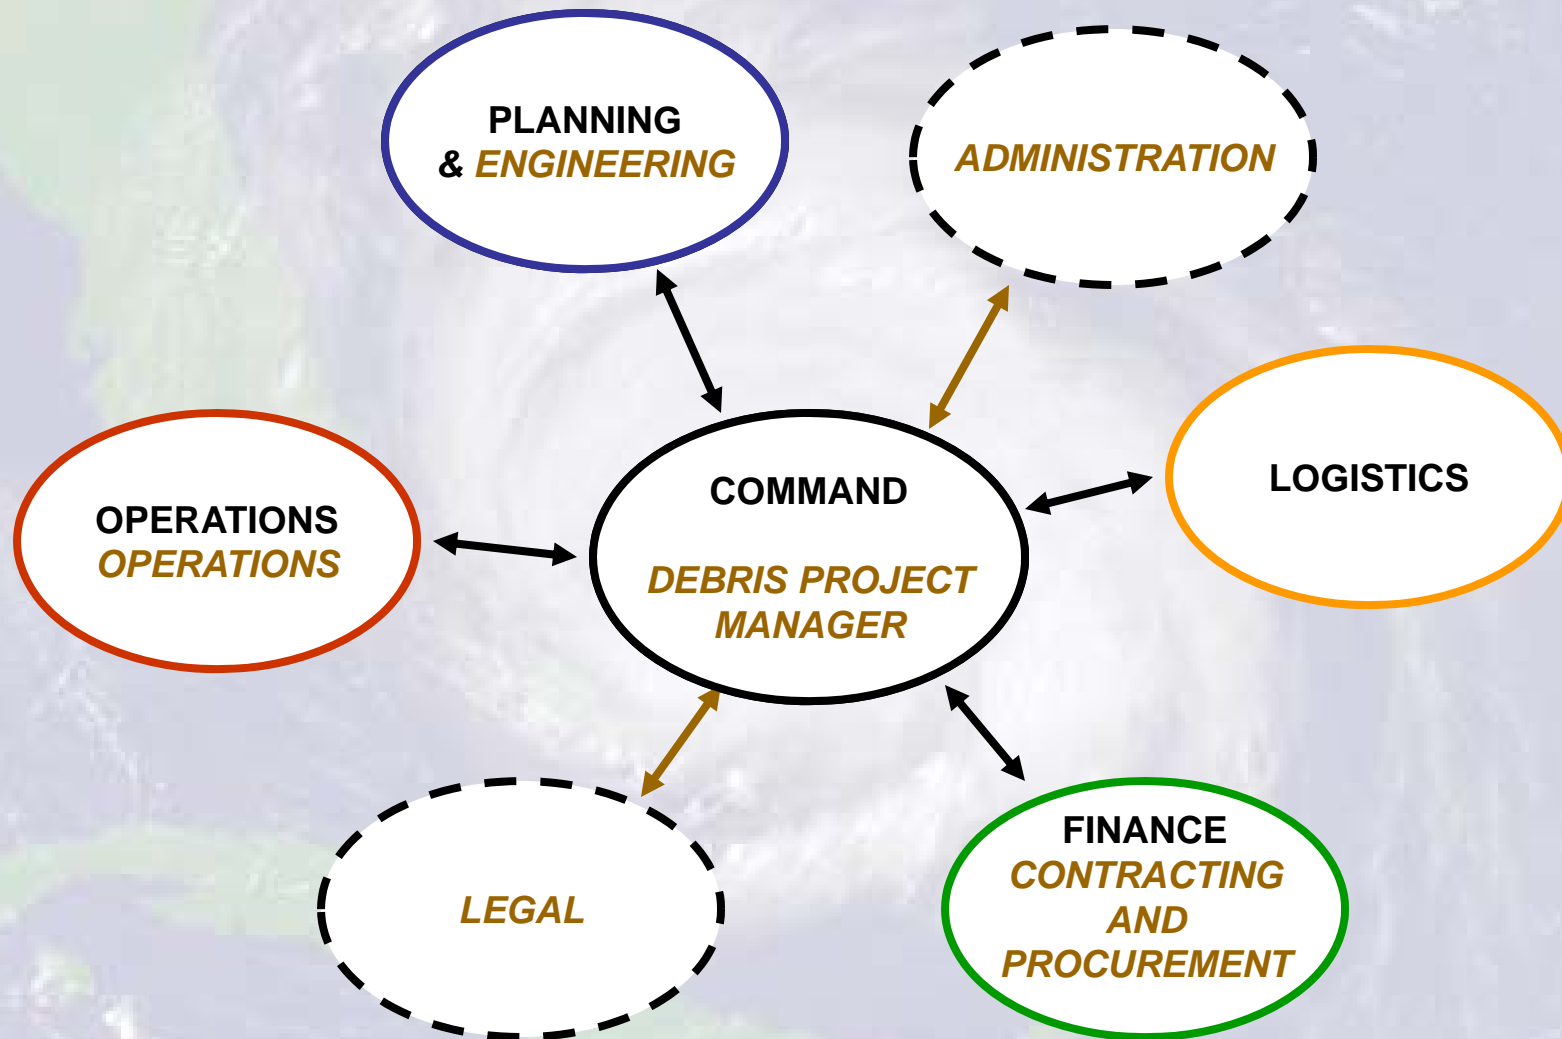 PLANNING
& ENGINEERING
ADMINISTRATION
LOGISTICS
COMMAND
DEBRIS PROJECT
MANAGER
OPERATIONS
OPERATIONS
LEGAL
FINANCE
CONTRACTING
AND
PROCUREMENT